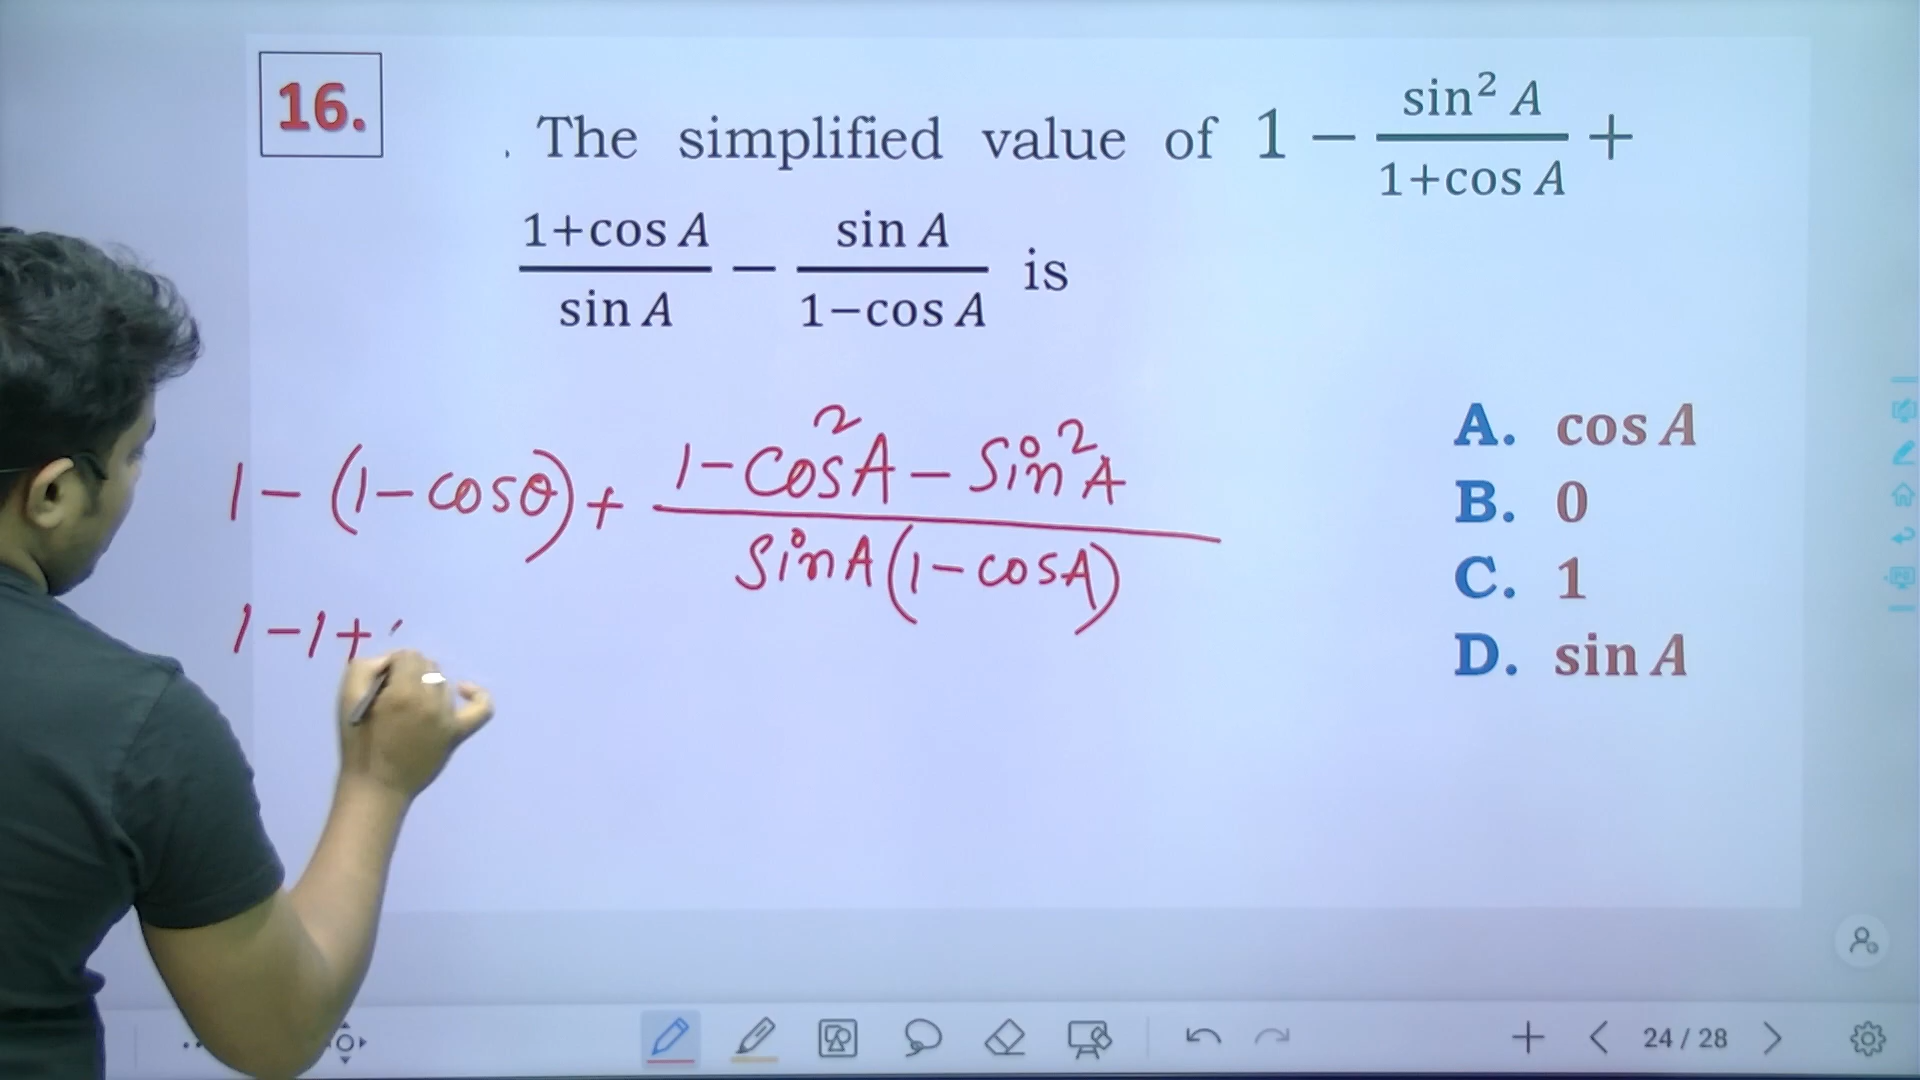 16.
. The simplified value of 1 − sin² A / 1+cos A +
1+cos A / sin A − sin A / 1−cos A is
1 − (1 − cosθ) + 1 − cos²A − sin²A / sinA(1 − cosA)
1 − 1 +
A. cos A
B. 0
C. 1
D. sin A
24 / 28